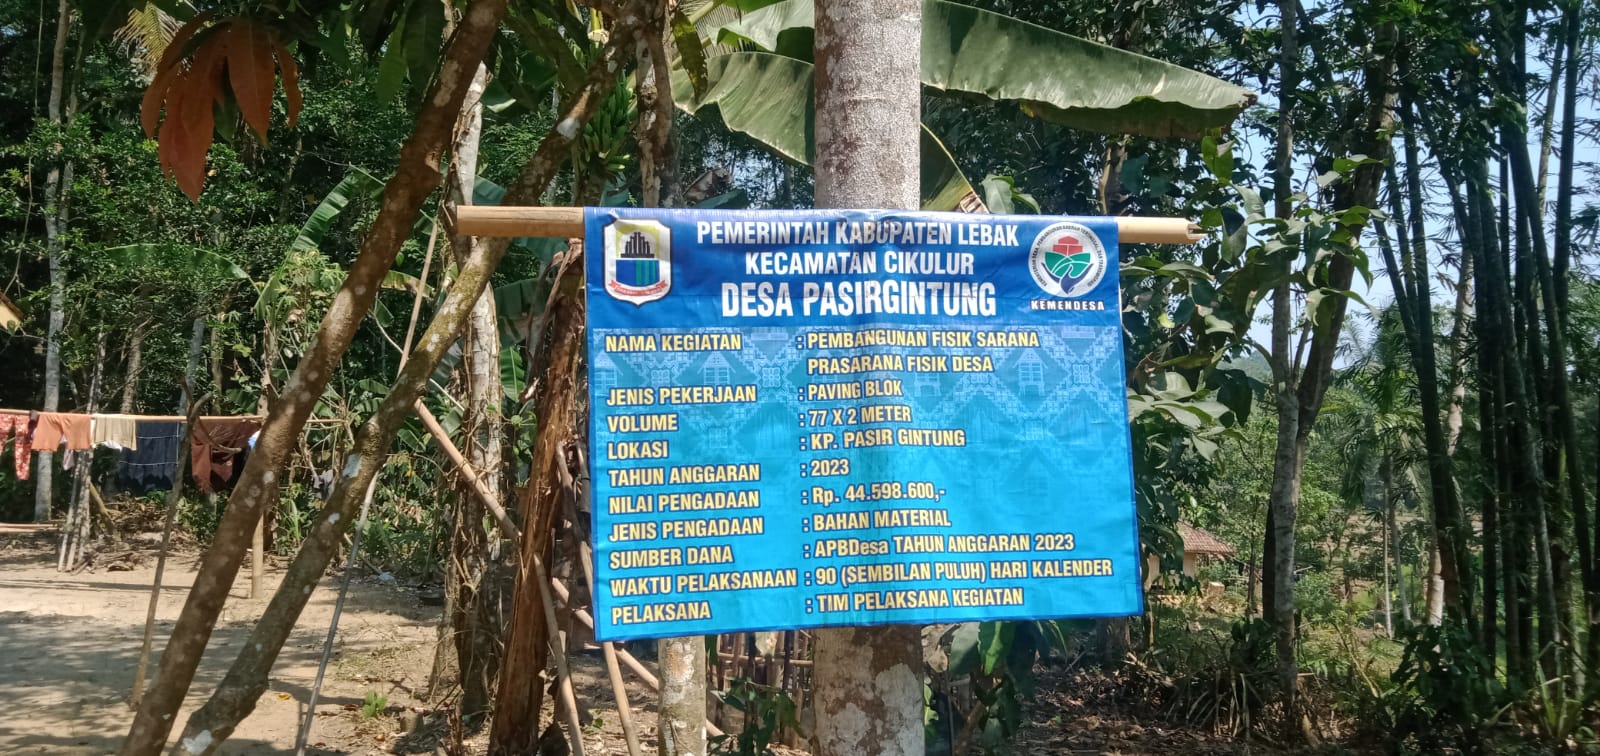 PEMERINTAH KABUPATEN LEBAK
KECAMATAN CIKULUR
DESA PASIRGINTUNG
KEMENDESA
NAMA KEGIATAN : PEMBANGUNAN FISIK SARANA
PRASARANA FISIK DESA
JENIS PEKERJAAN : PAVING BLOK
VOLUME : 77 X 2 METER
LOKASI : KP. PASIR GINTUNG
TAHUN ANGGARAN : 2023
NILAI PENGADAAN : Rp. 44.598.600,-
JENIS PENGADAAN : BAHAN MATERIAL
SUMBER DANA : APBDesa TAHUN ANGGARAN 2023
WAKTU PELAKSANAAN : 90 (SEMBILAN PULUH) HARI KALENDER
PELAKSANA : TIM PELAKSANA KEGIATAN